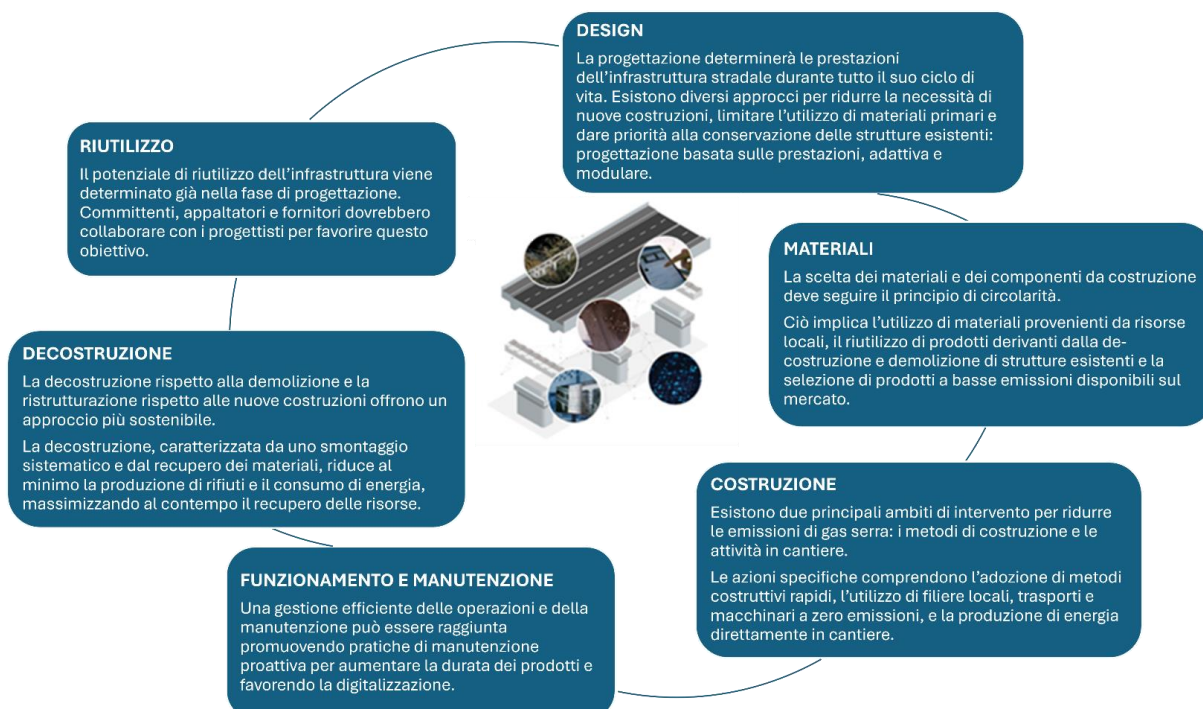 DESIGN
La progettazione determinerà le prestazioni
dell'infrastruttura stradale durante tutto il suo ciclo di
vita. Esistono diversi approcci per ridurre la necessità di
nuove costruzioni, limitare l'utilizzo di materiali primari e
dare priorità alla conservazione delle strutture esistenti:
progettazione basata sulle prestazioni, adattiva e
modulare.
MATERIALI
La scelta dei materiali e dei componenti da costruzione
deve seguire il principio di circolarità.
Ciò implica l'utilizzo di materiali provenienti da risorse
locali, il riutilizzo di prodotti derivanti dalla de-
costruzione e demolizione di strutture esistenti e la
selezione di prodotti a basse emissioni disponibili sul
mercato.
COSTRUZIONE
Esistono due principali ambiti di intervento per ridurre
le emissioni di gas serra: i metodi di costruzione e le
attività in cantiere.
Le azioni specifiche comprendono l'adozione di metodi
costruttivi rapidi, l'utilizzo di filiere locali, trasporti e
macchinari a zero emissioni, e la produzione di energia
direttamente in cantiere.
FUNZIONAMENTO E MANUTENZIONE
Una gestione efficiente delle operazioni e della
manutenzione può essere raggiunta
promuovendo pratiche di manutenzione
proattiva per aumentare la durata dei prodotti e
favorendo la digitalizzazione.
DECOSTRUZIONE
La decostruzione rispetto alla demolizione e la
ristrutturazione rispetto alle nuove costruzioni offrono un
approccio più sostenibile.
La decostruzione, caratterizzata da uno smontaggio
sistematico e dal recupero dei materiali, riduce al
minimo la produzione di rifiuti e il consumo di energia,
massimizzando al contempo il recupero delle risorse.
RIUTILIZZO
Il potenziale di riutilizzo dell'infrastruttura viene
determinato già nella fase di progettazione.
Committenti, appaltatori e fornitori dovrebbero
collaborare con i progettisti per favorire questo
obiettivo.